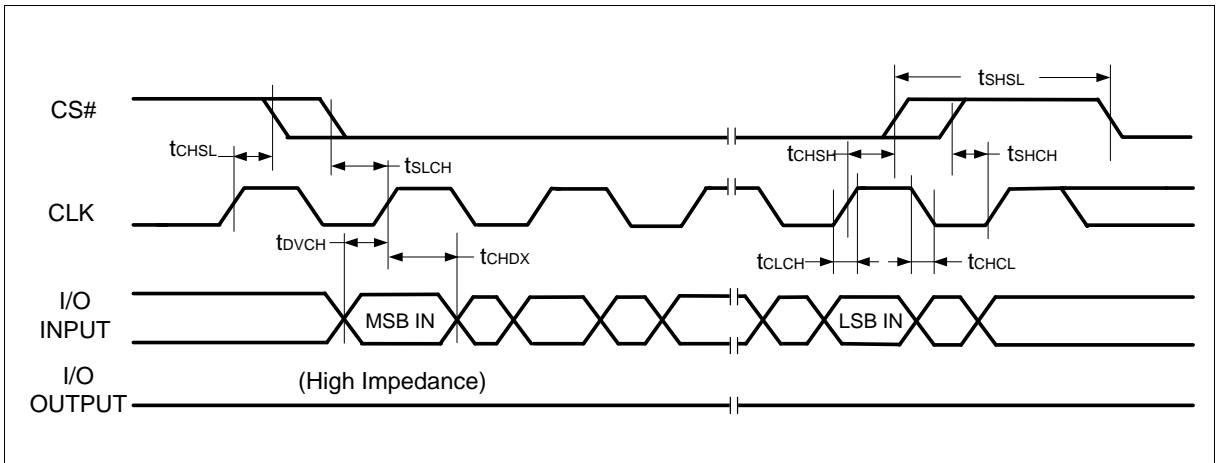 tSHSL
CS#
tCHSL
tSLCH
tCHSH
tSHCH
CLK
tDVCH
tCHDX
tCLCH
tCHCL
I/O
INPUT
MSB IN
LSB IN
I/O
OUTPUT
(High Impedance)